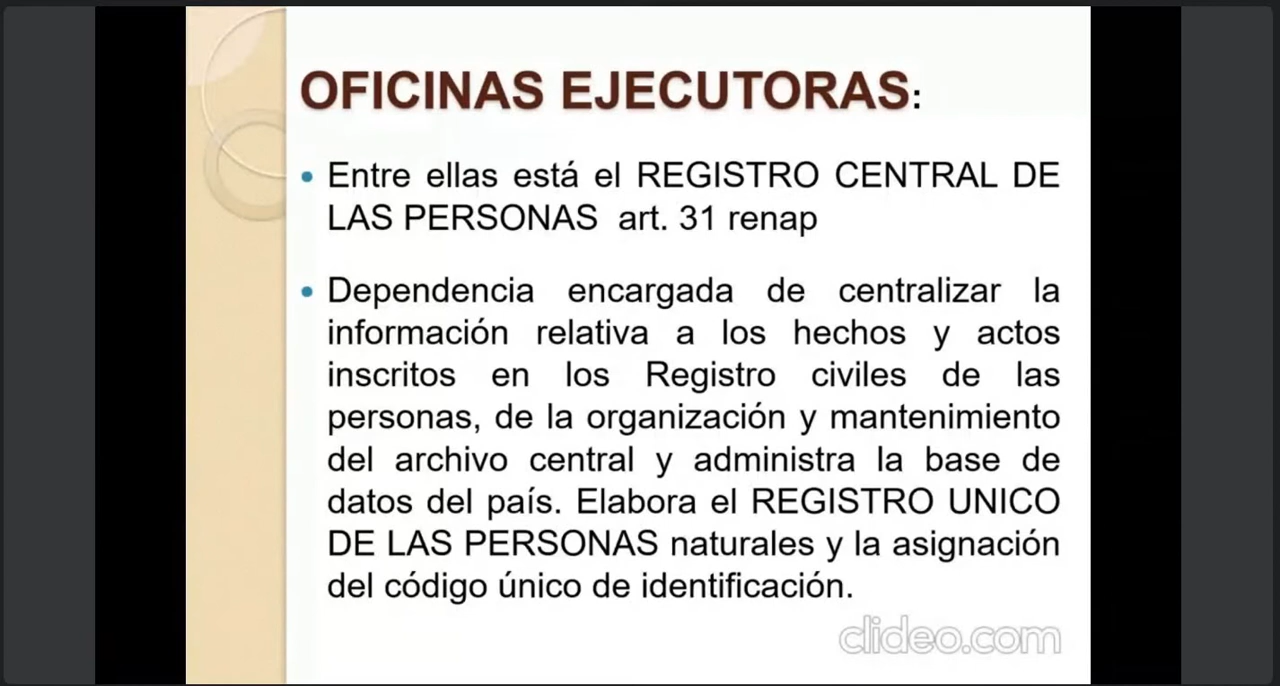 OFICINAS EJECUTORAS:
• Entre ellas está el REGISTRO CENTRAL DE
LAS PERSONAS art. 31 renap
• Dependencia encargada de centralizar la
información relativa a los hechos y actos
inscritos en los Registro civiles de las
personas, de la organización y mantenimiento
del archivo central y administra la base de
datos del país. Elabora el REGISTRO UNICO
DE LAS PERSONAS naturales y la asignación
del código único de identificación.
clideo.com